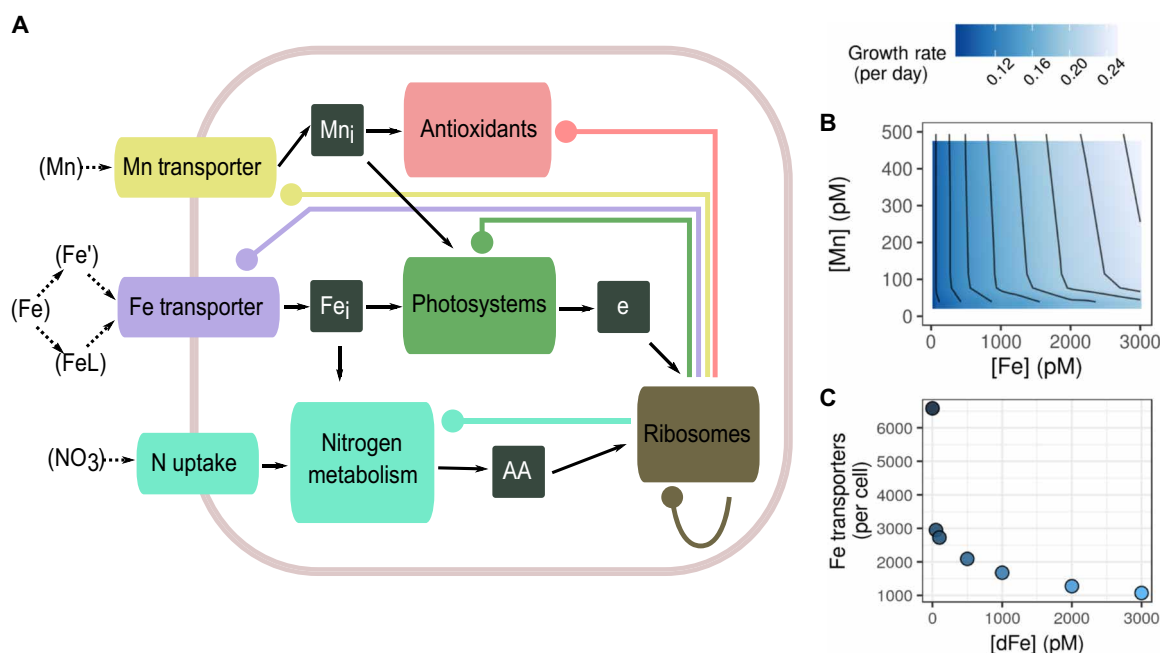 A
(Mn)
Mn transporter
Mnᵢ
Antioxidants
(Fe')
(Fe)
(FeL)
Fe transporter
Feᵢ
Photosystems
e
(NO₃)
N uptake
Nitrogen
metabolism
AA
Ribosomes
Growth rate
(per day)
0.12
0.16
0.20
0.24
B
[Mn] (pM)
500
400
300
200
100
0
0
1000
2000
3000
[Fe] (pM)
C
Fe transporters
(per cell)
6000
5000
4000
3000
2000
1000
0
1000
2000
3000
[dFe] (pM)